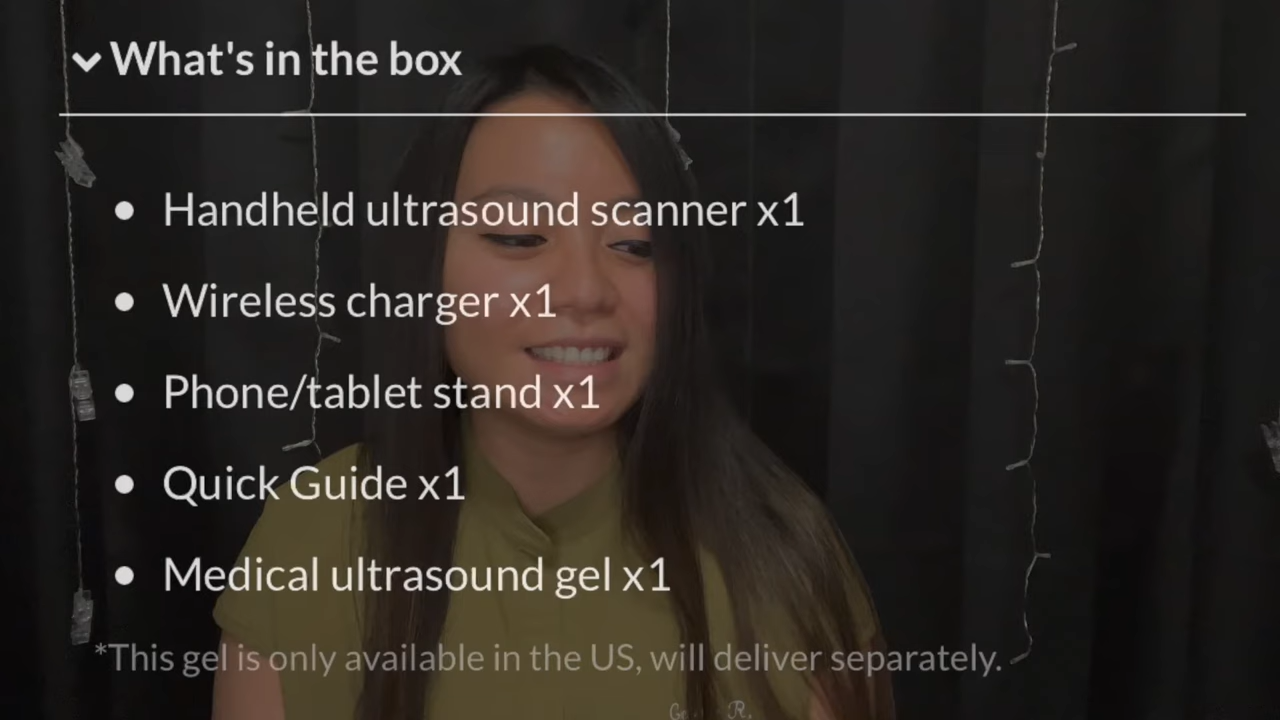 What's in the box
• Handheld ultrasound scanner x1
• Wireless charger x1
• Phone/tablet stand x1
• Quick Guide x1
• Medical ultrasound gel x1
*This gel is only available in the US, will deliver separately.
R.